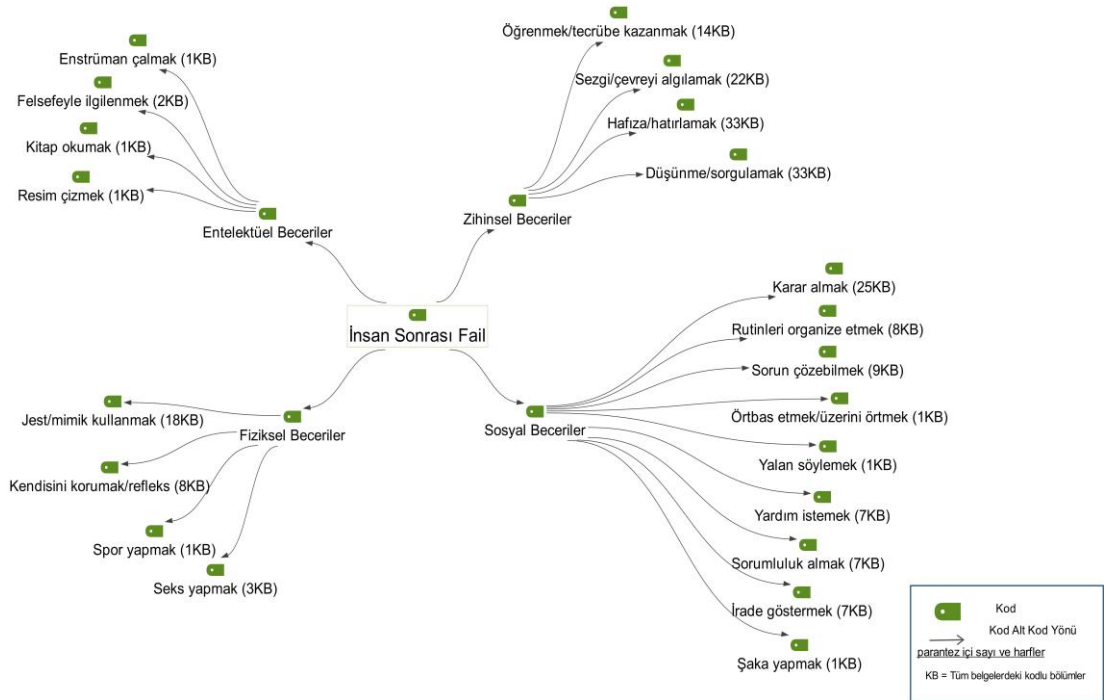 Öğrenmek/tecrübe kazanmak (14KB)
Enstrüman çalmak (1KB)
Sezgi/çevreyi algılamak (22KB)
Felsefeyle ilgilenmek (2KB)
Hafıza/hatırlamak (33KB)
Kitap okumak (1KB)
Düşünme/sorgulamak (33KB)
Resim çizmek (1KB)
Zihinsel Beceriler
Entelektüel Beceriler
Karar almak (25KB)
Rutinleri organize etmek (8KB)
İnsan Sonrası Fail
Sorun çözebilmek (9KB)
Jest/mimik kullanmak (18KB)
Örtbas etmek/üzerini örtmek (1KB)
Fiziksel Beceriler
Sosyal Beceriler
Yalan söylemek (1KB)
Kendisini korumak/refleks (8KB)
Yardım istemek (7KB)
Spor yapmak (1KB)
Sorumluluk almak (7KB)
Seks yapmak (3KB)
İrade göstermek (7KB)
Şaka yapmak (1KB)
Kod
Kod Alt Kod Yönü
parantez içi sayı ve harfler
KB = Tüm belgelerdeki kodlu bölümler